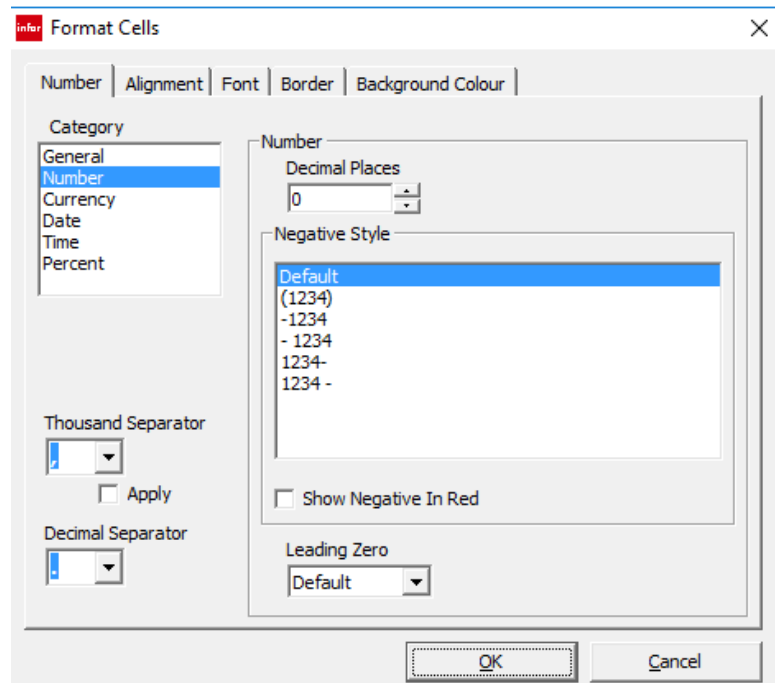 infor Format Cells
Number Alignment Font Border Background Colour
Category
General
Number
Currency
Date
Time
Percent
Thousand Separator
,
Apply
Decimal Separator
.
Number
Decimal Places
0
Negative Style
Default
(1234)
-1234
- 1234
1234-
1234 -
Show Negative In Red
Leading Zero
Default
OK Cancel